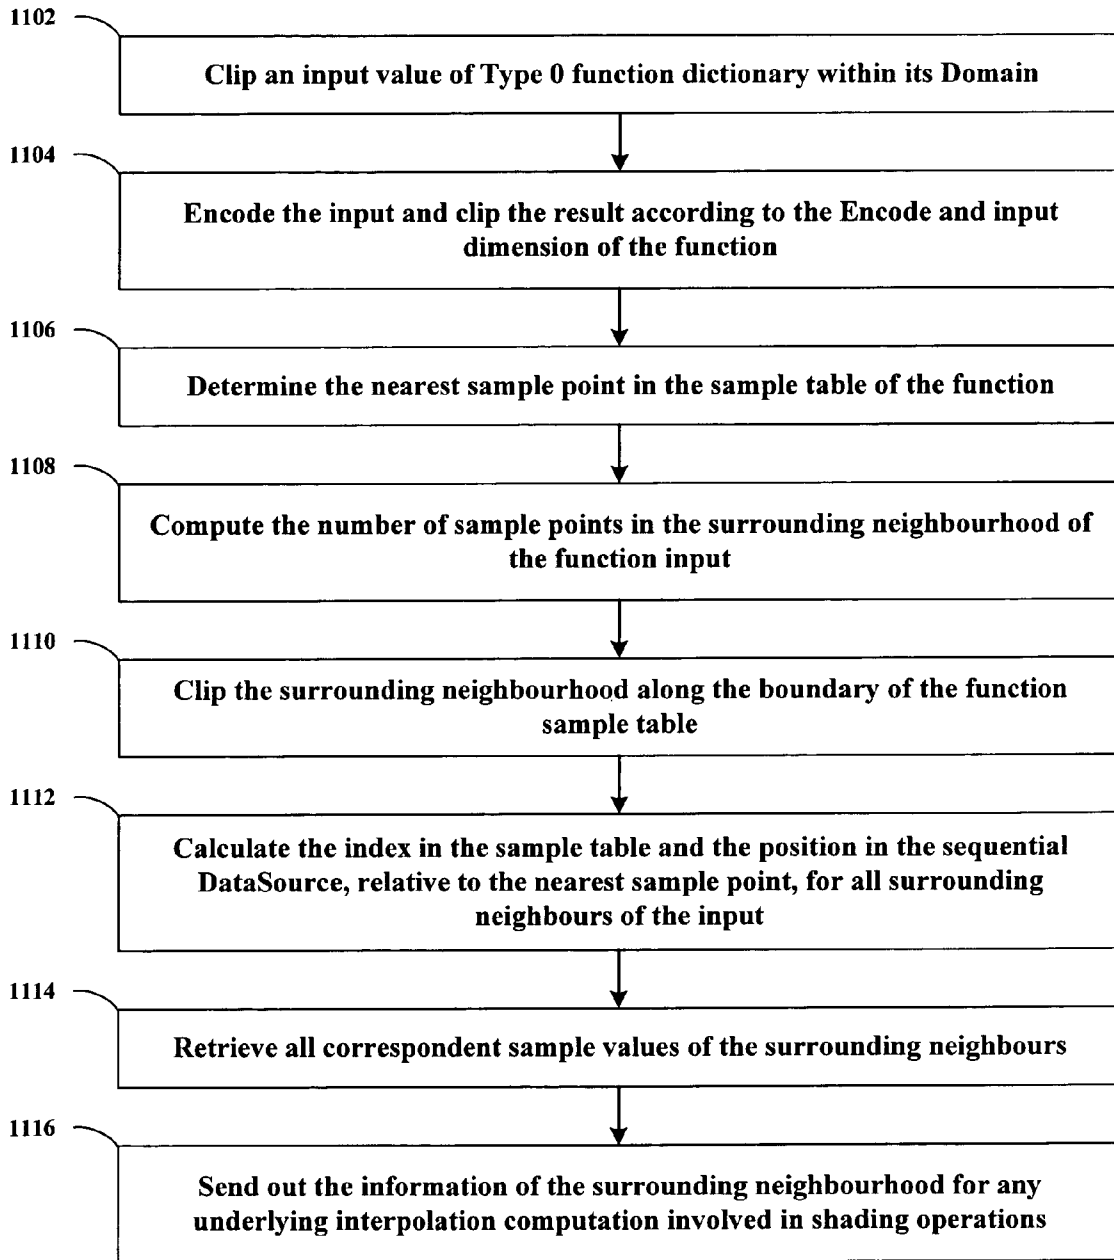 1102
Clip an input value of Type 0 function dictionary within its Domain
1104
Encode the input and clip the result according to the Encode and input
dimension of the function
1106
Determine the nearest sample point in the sample table of the function
1108
Compute the number of sample points in the surrounding neighbourhood of
the function input
1110
Clip the surrounding neighbourhood along the boundary of the function
sample table
1112
Calculate the index in the sample table and the position in the sequential
DataSource, relative to the nearest sample point, for all surrounding
neighbours of the input
1114
Retrieve all correspondent sample values of the surrounding neighbours
1116
Send out the information of the surrounding neighbourhood for any
underlying interpolation computation involved in shading operations